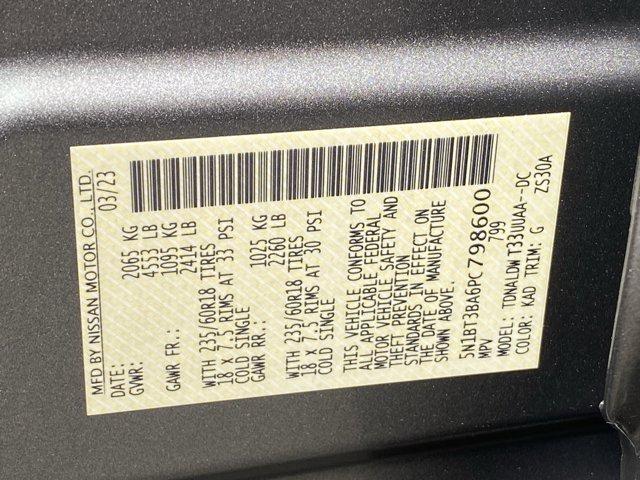 MFD BY NISSAN MOTOR CO., LTD.
DATE: 03/23
GVWR: 2065 KG
4553 LB
GAWR FR.: 1095 KG
2414 LB
WITH 235/60R18 TIRES
18 x 7.5 RIMS AT 33 PSI
COLD SINGLE
GAWR RR.: 1025 KG
2260 LB
WITH 235/60R18 TIRES
18 x 7.5 RIMS AT 30 PSI
COLD SINGLE
THIS VEHICLE CONFORMS TO
ALL APPLICABLE FEDERAL
MOTOR VEHICLE SAFETY AND
THEFT PREVENTION
STANDARDS IN EFFECT ON
THE DATE OF MANUFACTURE
SHOWN ABOVE.
5N1BT3BA6PC798600
MPV 799
MODEL: TDNALDW T33UUAA--DC
COLOR: KAD TRIM: G ZS30A